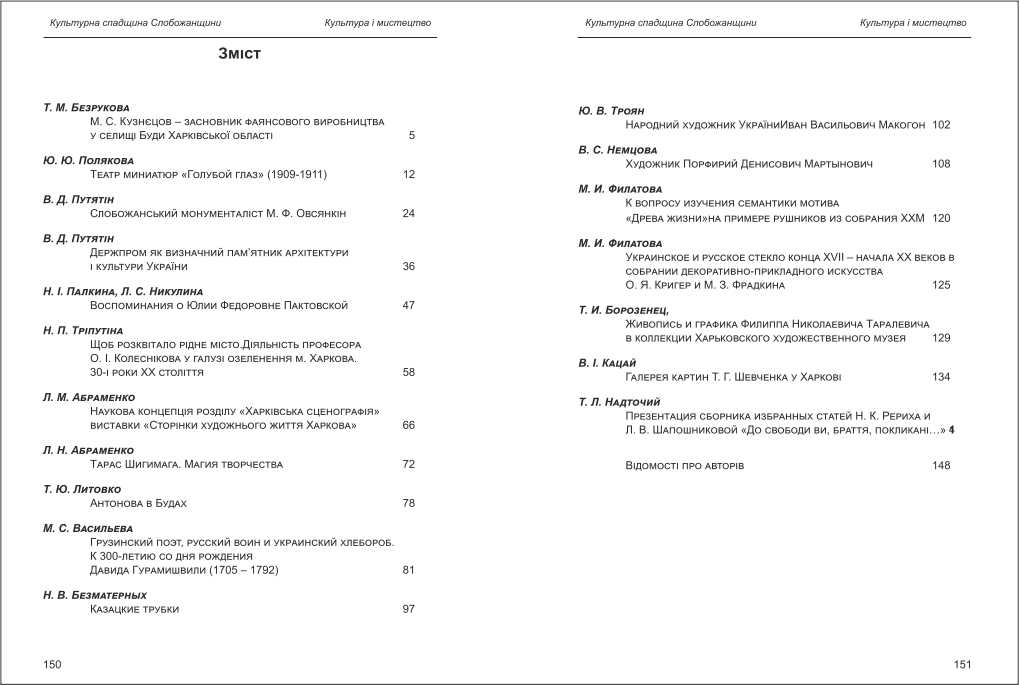 Культурна спадщина Слобожанщини Культура і мистецтво
Зміст
Т. М. Безрукова
М. С. Кузнєцов – засновник фаянсового виробництва
у селищі Буди Харківської області 5
Ю. Ю. Полякова
Театр миниатюр «Голубой глаз» (1909-1911) 12
В. Д. Путятін
Слобожанський монументаліст М. Ф. Овсянкін 24
В. Д. Путятін
Держпром як визначний пам`ятник архітектури
і культури України 36
Н. І. Палкина, Л. С. Никулина
Воспоминания о Юлии Федоровне Пактовской 47
Н. П. Тріпутіна
Щоб розквітало рідне місто.Діяльність професора
О. І. Колеснікова у галузі озеленення м. Харкова.
30-і роки ХХ століття 58
Л. М. Абраменко
Наукова концепція розділу «Харківська сценографія»
виставки «Сторінки художнього життя Харкова» 66
Л. Н. Абраменко
Тарас Шигимага. Магия творчества 72
Т. Ю. Литовко
Антонова в Будах 78
М. С. Васильева
Грузинский поэт, русский воин и украинский хлебороб.
К 300-летию со дня рождения
Давида Гурамишвили (1705 – 1792) 81
Н. В. Безматерных
Казацкие трубки 97
150
Культурна спадщина Слобожанщини Культура і мистецтво
Ю. В. Троян
Народний художник УкраїниИван Васильович Макогон 102
В. С. Немцова
Художник Порфирий Денисович Мартынович 108
М. И. Филатова
К вопросу изучения семантики мотива
«Древа жизни»на примере рушников из собрания ХХМ 120
М. И. Филатова
Украинское и русское стекло конца XVII – начала ХХ веков в
собрании декоративно-прикладного искусства
О. Я. Кригер и М. З. Фрадкина 125
Т. И. Борозенец,
Живопись и графика Филиппа Николаевича Таралевича
в коллекции Харьковского художественного музея 129
В. І. Кацай
Галерея картин Т. Г. Шевченка у Харкові 134
Т. Л. Надточий
Презентация сборника избранных статей Н. К. Рериха и
Л. В. Шапошниковой «До свободи ви, браття, покликані…»
Відомості про авторів 148
151